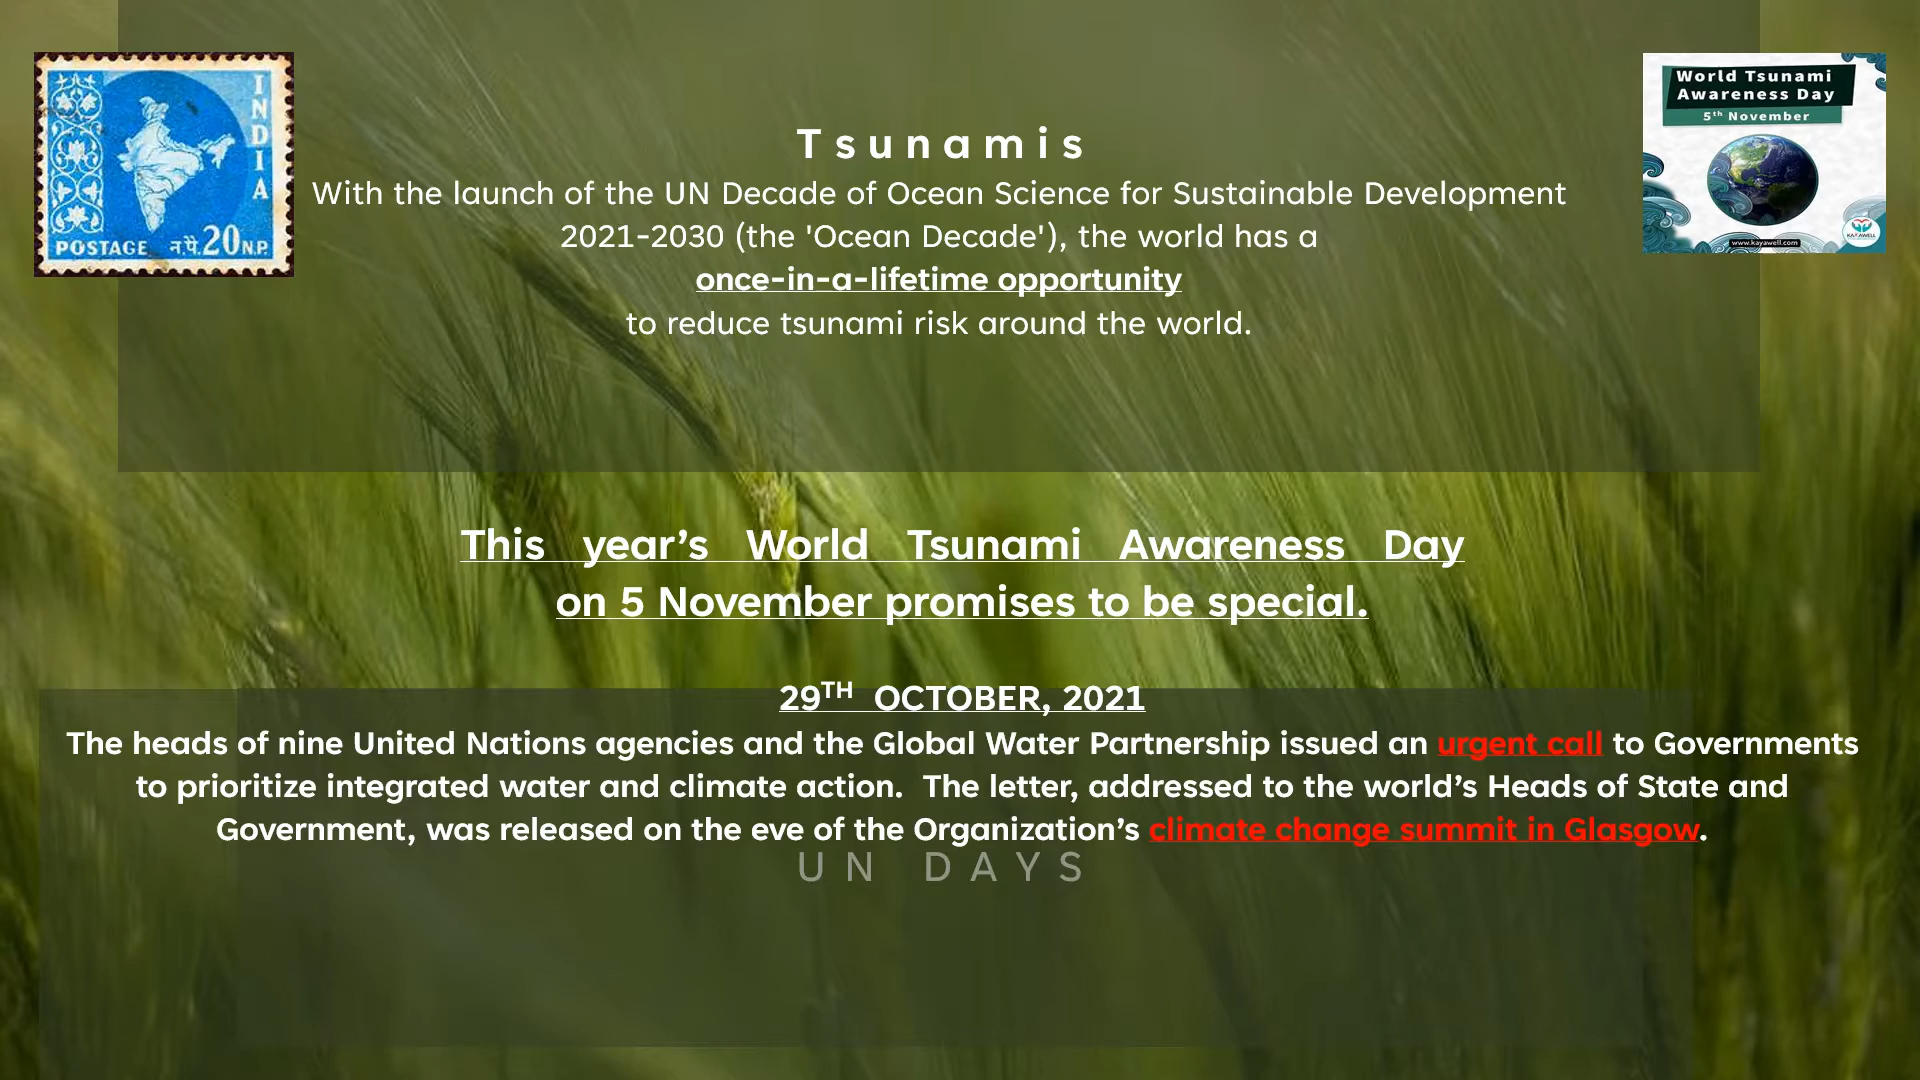 INDIA
POSTAGE न.पै. 20 N.P.
World Tsunami
Awareness Day
5th November
KAYAWELL
www.kayawell.com
Tsunamis
With the launch of the UN Decade of Ocean Science for Sustainable Development
2021-2030 (the 'Ocean Decade'), the world has a
once-in-a-lifetime opportunity
to reduce tsunami risk around the world.
This year’s World Tsunami Awareness Day
on 5 November promises to be special.
29TH OCTOBER, 2021
The heads of nine United Nations agencies and the Global Water Partnership issued an urgent call to Governments
to prioritize integrated water and climate action. The letter, addressed to the world’s Heads of State and
Government, was released on the eve of the Organization’s climate change summit in Glasgow.
UN DAYS